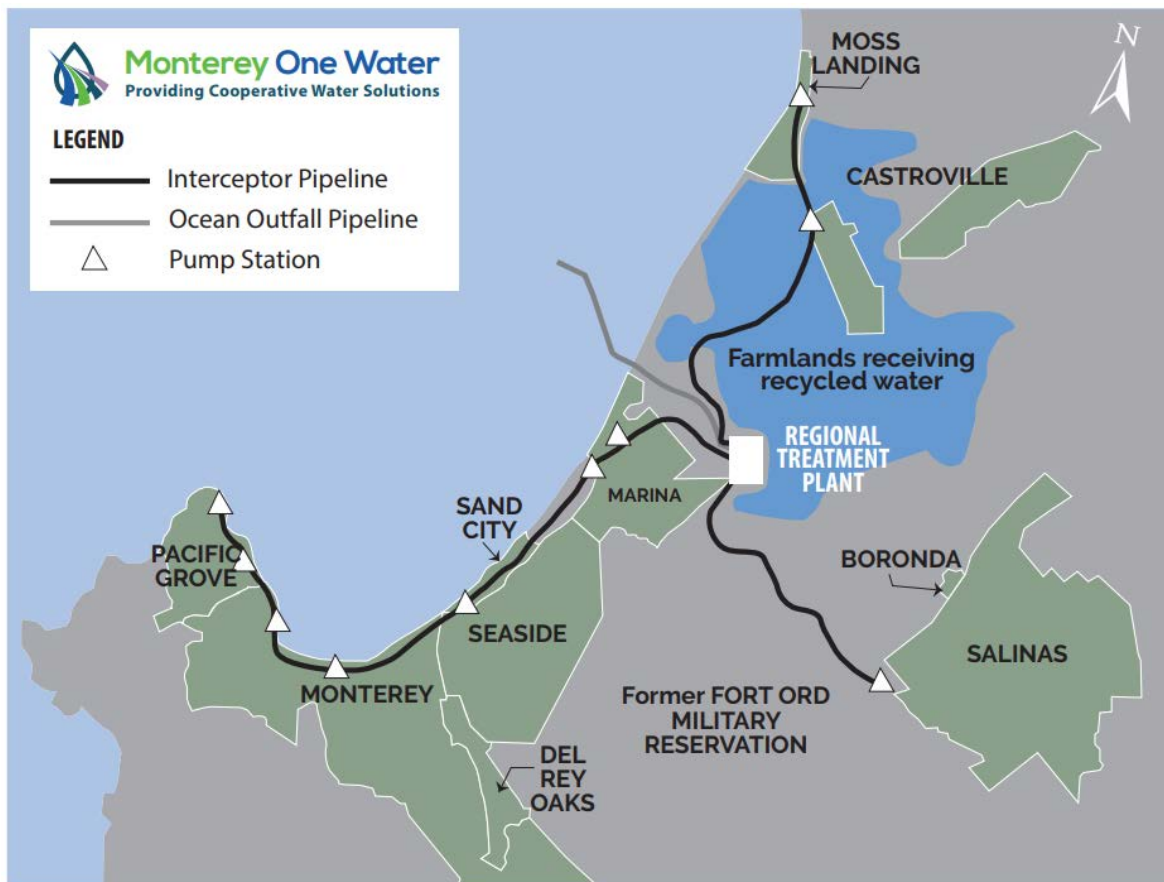 Monterey One Water
Providing Cooperative Water Solutions
LEGEND
Interceptor Pipeline
Ocean Outfall Pipeline
Pump Station
MOSS
LANDING
N
CASTROVILLE
Farmlands receiving
recycled water
REGIONAL
TREATMENT
PLANT
MARINA
SAND
CITY
PACIFIC
GROVE
BORONDA
SEASIDE
SALINAS
MONTEREY
Former FORT ORD
MILITARY
RESERVATION
DEL
REY
OAKS